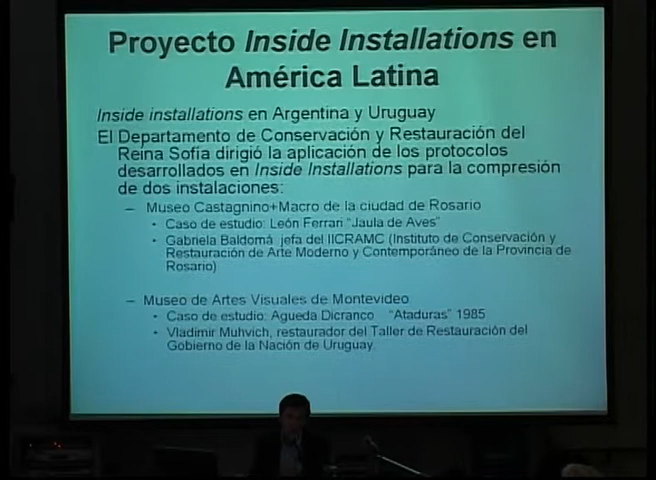 Proyecto Inside Installations en
América Latina
Inside installations en Argentina y Uruguay
El Departamento de Conservación y Restauración del
Reina Sofía dirigió la aplicación de los protocolos
desarrollados en Inside Installations para la compresión
de dos instalaciones:
– Museo Castagnino+Macro de la ciudad de Rosario
• Caso de estudio: León Ferrari "Jaula de Aves"
• Gabriela Baldomá jefa del IICRAMC (Instituto de Conservación y
Restauración de Arte Moderno y Contemporáneo de la Provincia de
Rosario)
– Museo de Artes Visuales de Montevideo
• Caso de estudio: Agueda Dicranco "Ataduras" 1985
• Vladimir Muhvich, restaurador del Taller de Restauración del
Gobierno de la Nación de Uruguay.